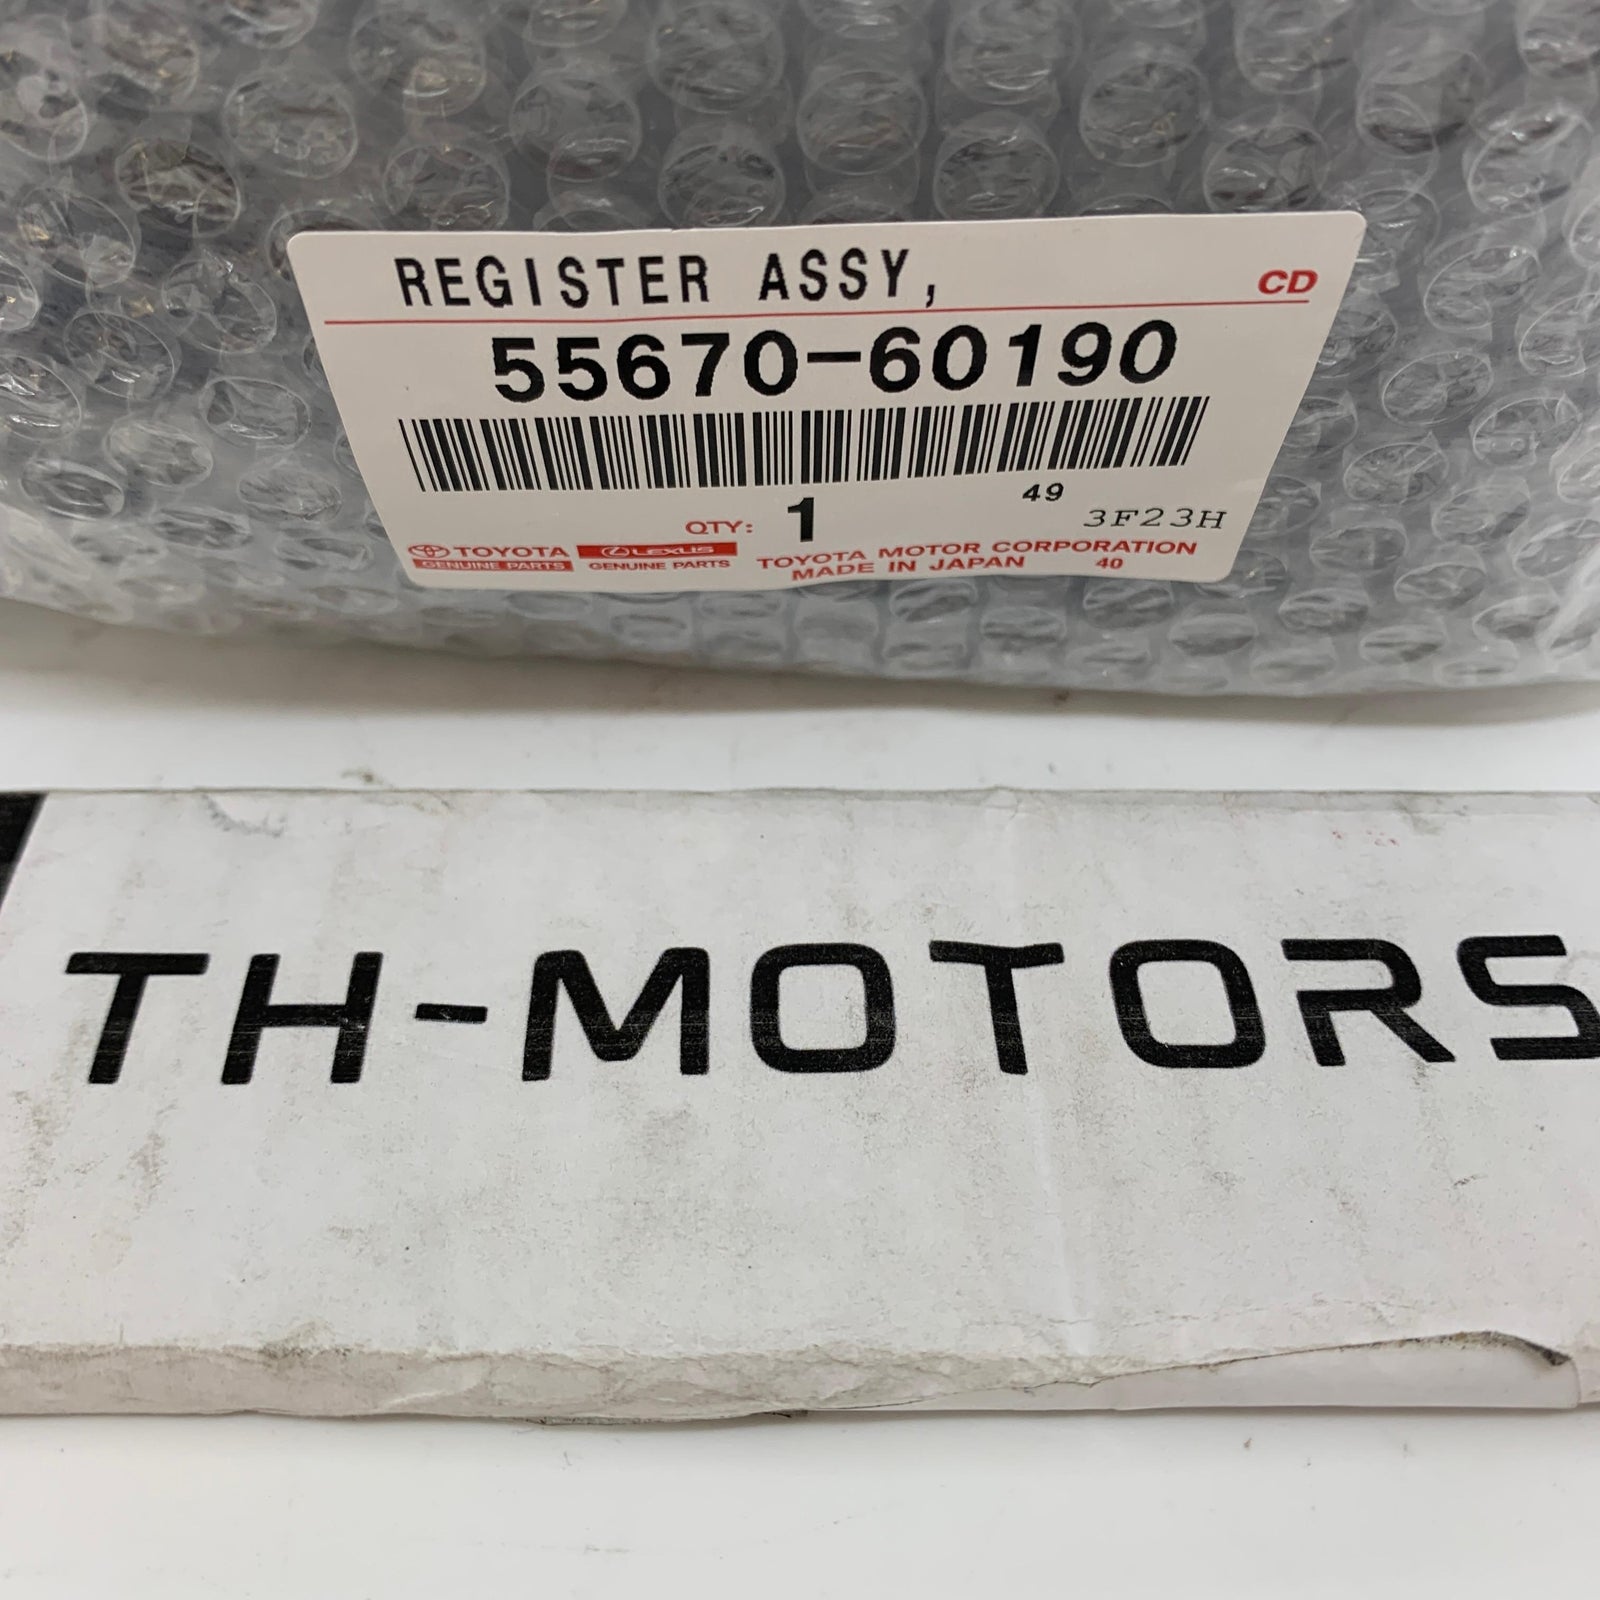 REGISTER ASSY,
CD
55670-60190
49
QTY: 1
3F23H
TOYOTA LEXUS TOYOTA MOTOR CORPORATION
GENUINE PARTS GENUINE PARTS MADE IN JAPAN 40
TH-MOTORS